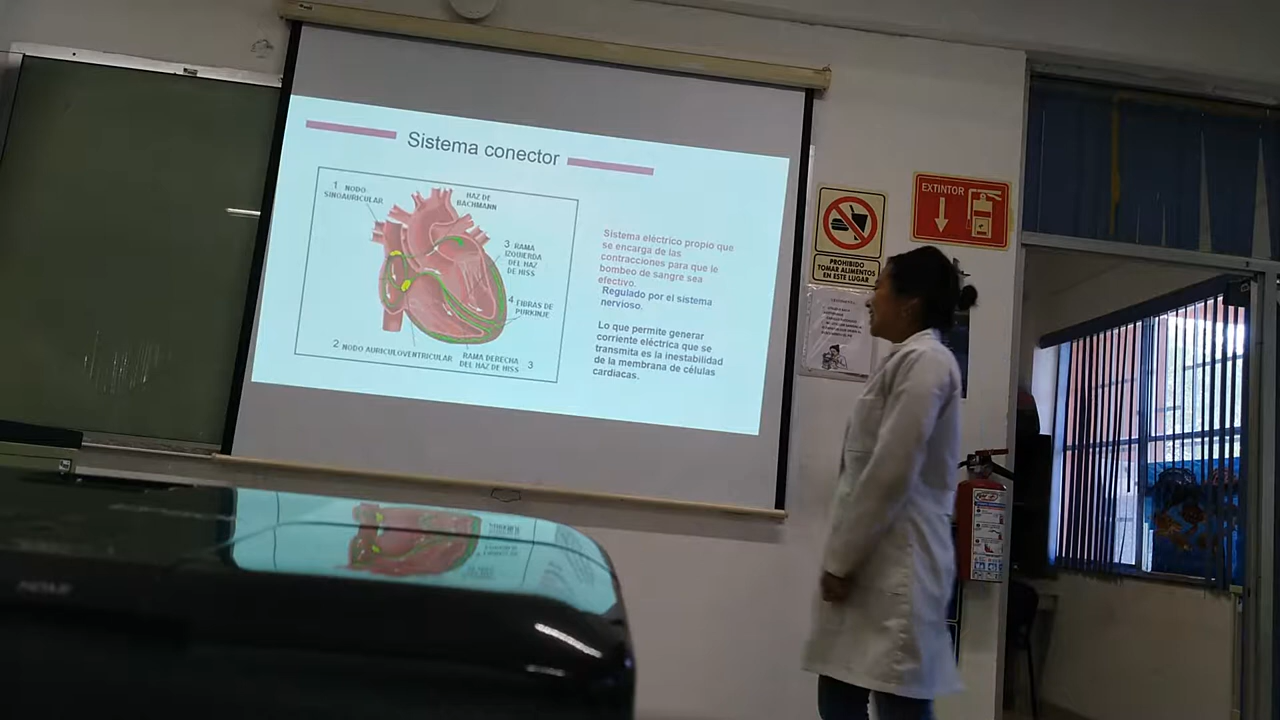 Sistema conector
1 NODO
SINOAURICULAR
HAZ DE
BACHMANN
3 RAMA
IZQUIERDA
DEL HAZ
DE HISS
4 FIBRAS DE
PURKINJE
2 NODO AURICULOVENTRICULAR
RAMA DERECHA
DEL HAZ DE HISS 3
Sistema eléctrico propio que
se encarga de las
contracciones para que le
bombeo de sangre sea
efectivo.
Regulado por el sistema
nervioso.
Lo que permite generar
corriente eléctrica que se
transmita es la inestabilidad
de la membrana de células
cardiacas.
PROHIBIDO
TOMAR ALIMENTOS
EN ESTE LUGAR
EXTINTOR